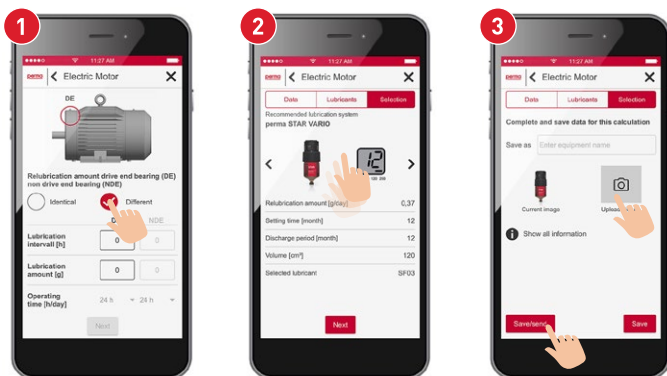 1
11:27 AM
perma
Electric Motor
DE
Relubrication amount drive end bearing (DE)
non drive end bearing (NDE)
Identical
Different
NDE
Lubrication
intervall [h]
0
0
Lubrication
amount [g]
0
0
Operating
time [h/day]
24 h
24 h
Next
2
11:27 AM
perma
Electric Motor
Data
Lubricants
Selection
Recommended lubrication system
perma STAR VARIO
12
Relubrication amount [g/day]
0,37
Setting time [month]
12
Discharge period [month]
12
Volume [cm³]
120
Selected lubricant
SF03
Next
3
11:27 AM
perma
Electric Motor
Data
Lubricants
Selection
Complete and save data for this calculation
Save as
Enter equipment name
Current image
Show all information
Save/send
Save